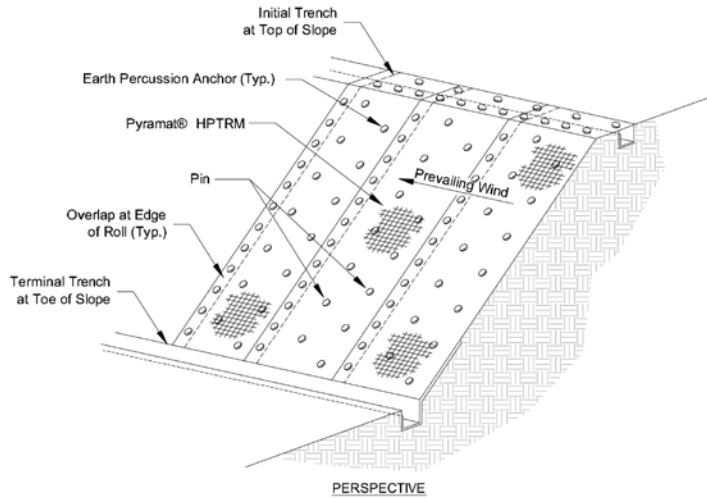 Initial Trench
at Top of Slope
Earth Percussion Anchor (Typ.)
Pyramat® HPTRM
Prevailing Wind
Pin
Overlap at Edge
of Roll (Typ.)
Terminal Trench
at Toe of Slope
PERSPECTIVE